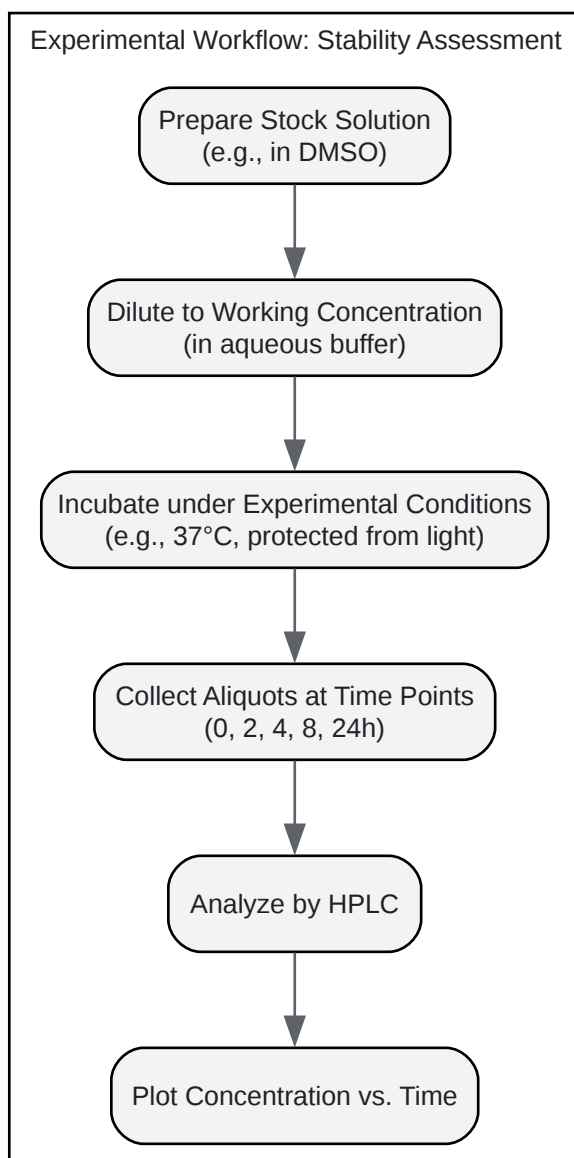 Experimental Workflow: Stability Assessment
Prepare Stock Solution
(e.g., in DMSO)
Dilute to Working Concentration
(in aqueous buffer)
Incubate under Experimental Conditions
(e.g., 37°C, protected from light)
Collect Aliquots at Time Points
(0, 2, 4, 8, 24h)
Analyze by HPLC
Plot Concentration vs. Time